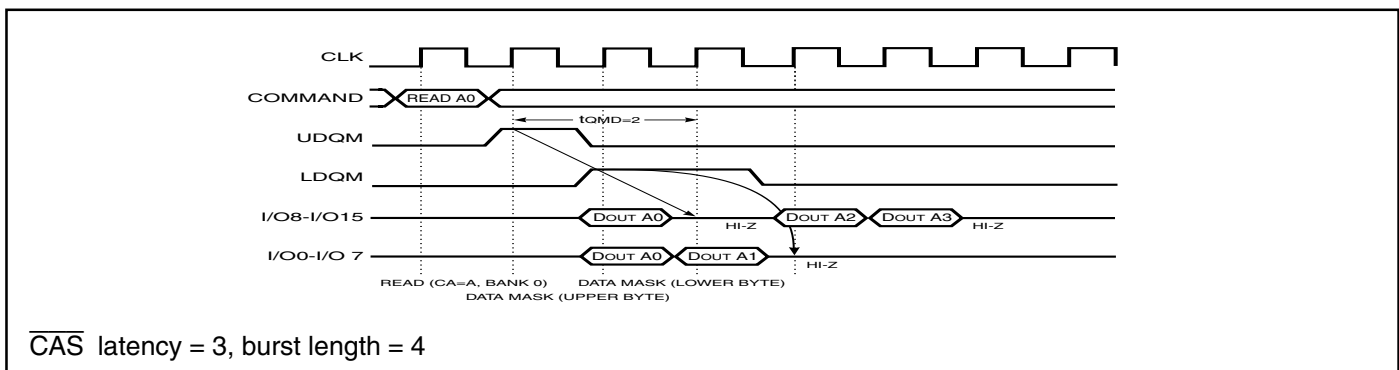 CLK
COMMAND READ A0
tQMD=2
UDQM
LDQM
I/O8-I/O15 DOUT A0 HI-Z DOUT A2 DOUT A3 HI-Z
I/O0-I/O 7 DOUT A0 DOUT A1 HI-Z
READ (CA=A, BANK 0) DATA MASK (LOWER BYTE)
DATA MASK (UPPER BYTE)
CAS latency = 3, burst length = 4